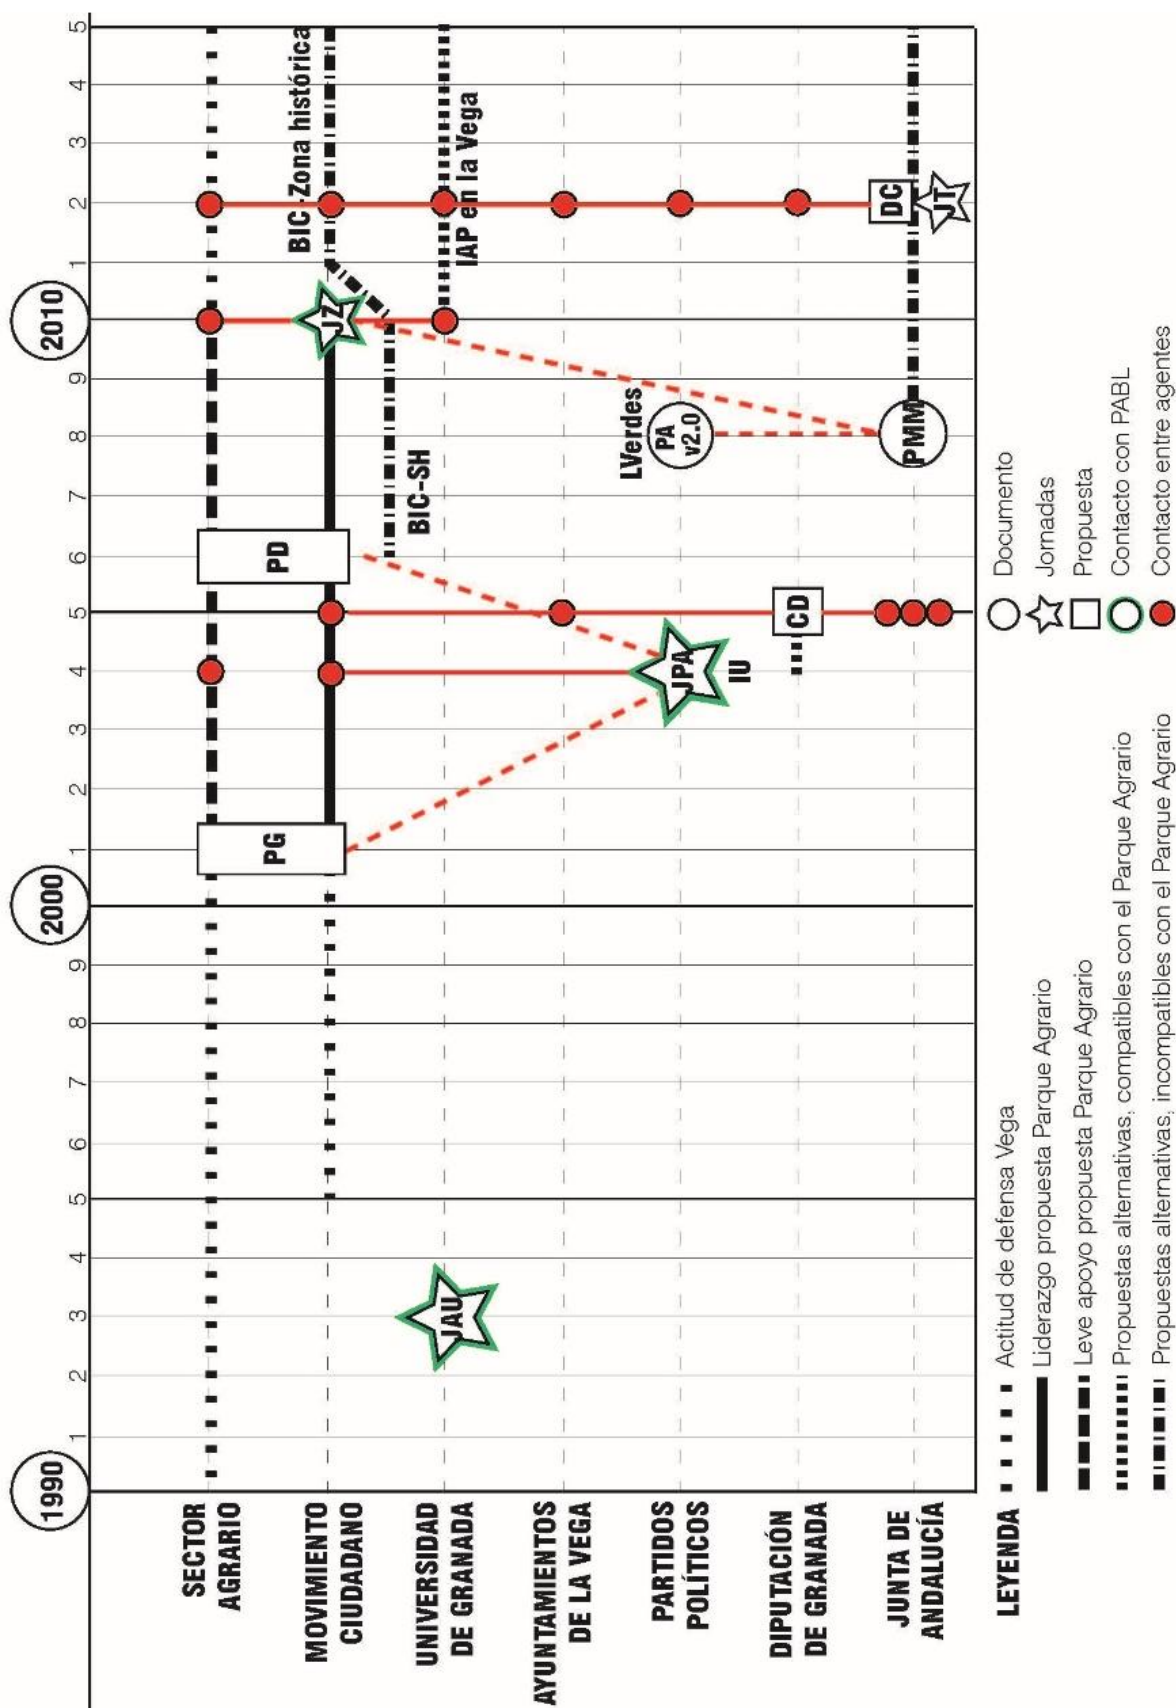 1990
1
2
3
4
5
6
7
8
9
2000
1
2
3
4
5
6
7
8
9
2010
1
2
3
4
5
SECTOR
AGRARIO
PG
PD
MOVIMIENTO
CIUDADANO
JZ
BIC-Zona histórica
BIC-SH
UNIVERSIDAD
DE GRANADA
JAU
IAP en la Vega
AYUNTAMIENTOS
DE LA VEGA
PARTIDOS
POLÍTICOS
JPA
IU
LVerdes
PA
v2.0
DIPUTACIÓN
DE GRANADA
CD
JUNTA DE
ANDALUCÍA
PMM
DC
JT
LEYENDA
Actitud de defensa Vega
Liderazgo propuesta Parque Agrario
Leve apoyo propuesta Parque Agrario
Propuestas alternativas, compatibles con el Parque Agrario
Propuestas alternativas, incompatibles con el Parque Agrario
Documento
Jornadas
Propuesta
Contacto con PABL
Contacto entre agentes